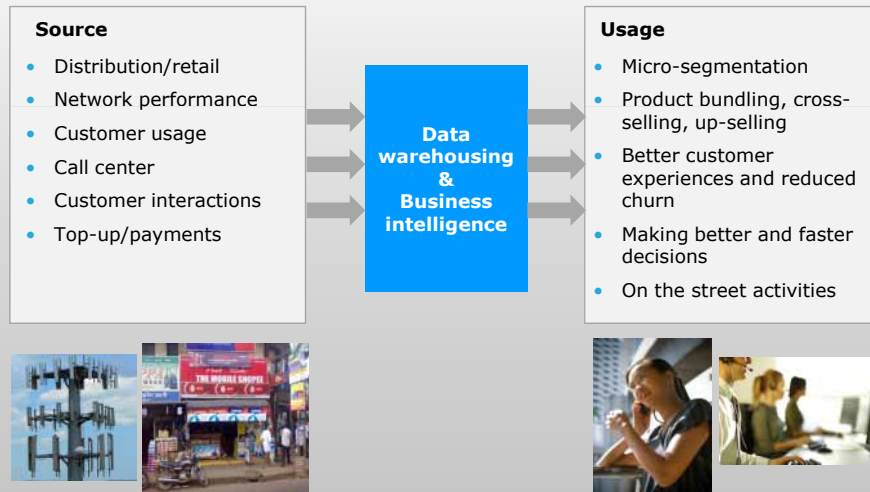 Source
Distribution/retail
Network performance
Customer usage
Call center
Customer interactions
Top-up/payments
Data
warehousing
&
Business
intelligence
Usage
Micro-segmentation
Product bundling, cross-
selling, up-selling
Better customer
experiences and reduced
churn
Making better and faster
decisions
On the street activities
THE MOBILE SHOPEE